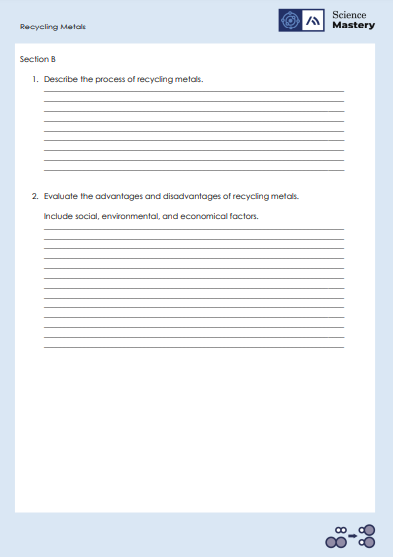 Recycling Metals
Science
Mastery
Section B
1. Describe the process of recycling metals.
2. Evaluate the advantages and disadvantages of recycling metals.
Include social, environmental, and economical factors.